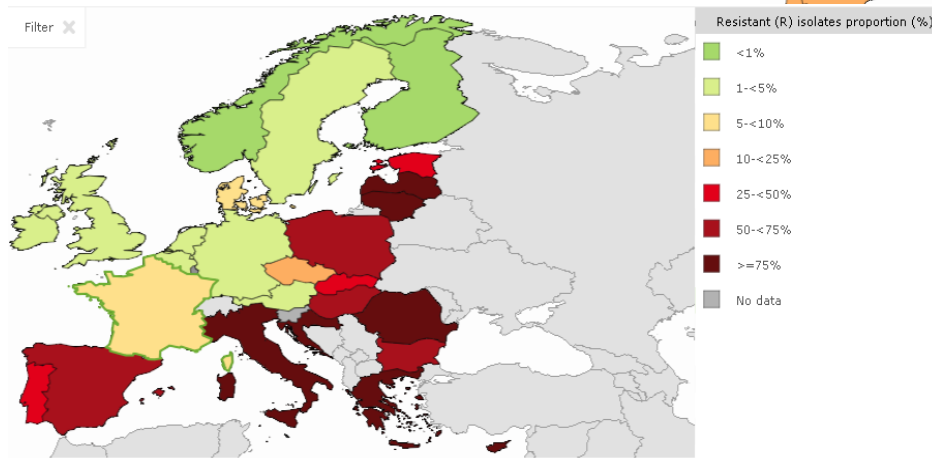 Filter
Resistant (R) isolates proportion (%)
<1%
1-<5%
5-<10%
10-<25%
25-<50%
50-<75%
>=75%
No data